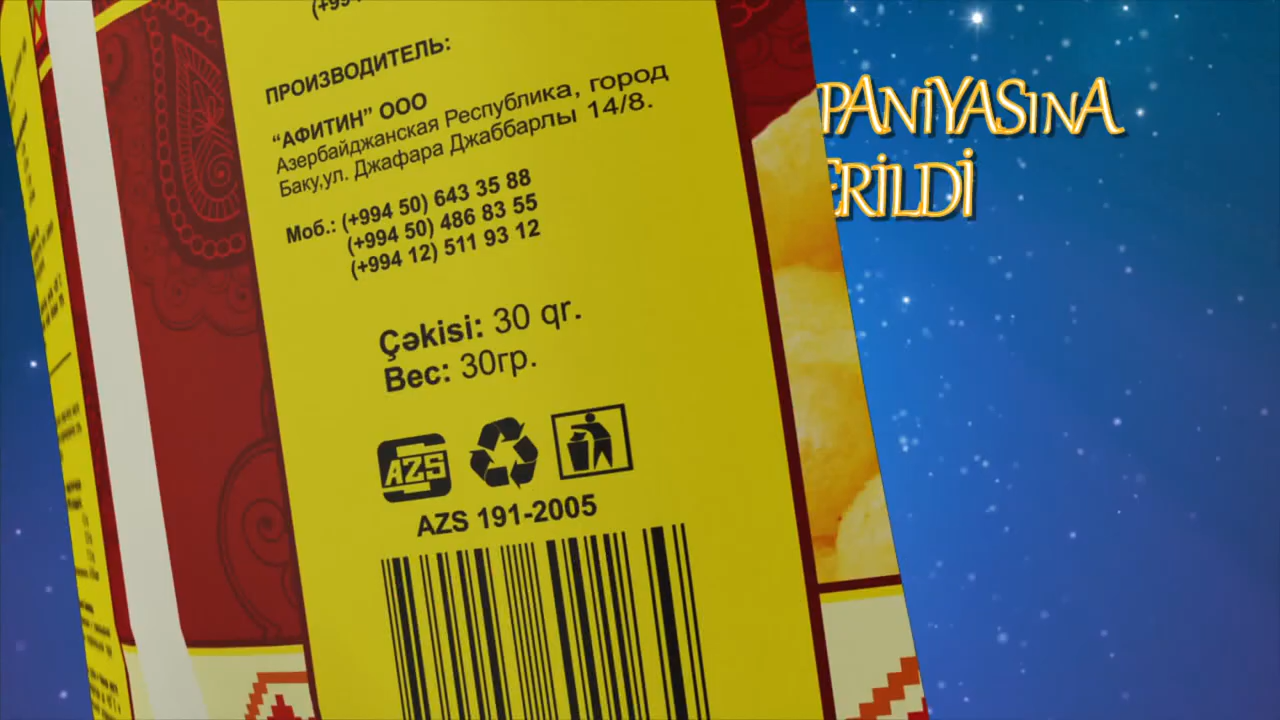 ПРОИЗВОДИТЕЛЬ:
“АФИТИН” ООО
Азербайджанская Республика, город
Баку,ул. Джафара Джаббарлы 14/8.
Моб.: (+994 50) 643 35 88
(+994 50) 486 83 55
(+994 12) 511 93 12
Çəkisi: 30 qr.
Вес: 30гр.
AZS
AZS 191-2005
PANİYASINA
ERİLDİ